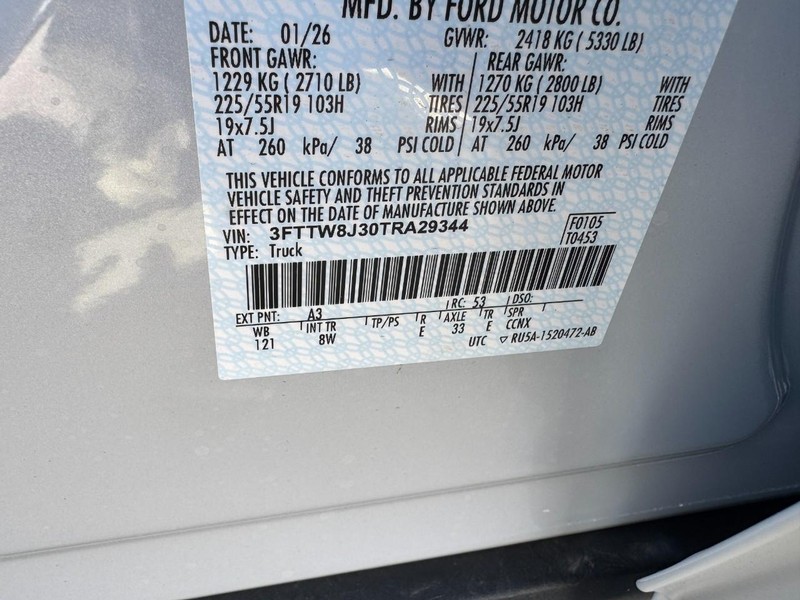 MFD. BY FORD MOTOR CO.
DATE: 01/26 GVWR: 2418 KG ( 5330 LB)
FRONT GAWR: REAR GAWR:
1229 KG ( 2710 LB) WITH 1270 KG ( 2800 LB) WITH
225/55R19 103H TIRES 225/55R19 103H TIRES
19x7.5J RIMS 19x7.5J RIMS
AT 260 kPa/ 38 PSI COLD AT 260 kPa/ 38 PSI COLD
THIS VEHICLE CONFORMS TO ALL APPLICABLE FEDERAL MOTOR
VEHICLE SAFETY AND THEFT PREVENTION STANDARDS IN
EFFECT ON THE DATE OF MANUFACTURE SHOWN ABOVE.
VIN: 3FTTW8J30TRA29344 F0105
TYPE: Truck T0453
EXT PNT: A3 RC: 53 DSO:
WB INT TR TP/PS R AXLE TR SPR
121 8W E 33 E CCNX
UTC ▽ RU5A-1520472-AB